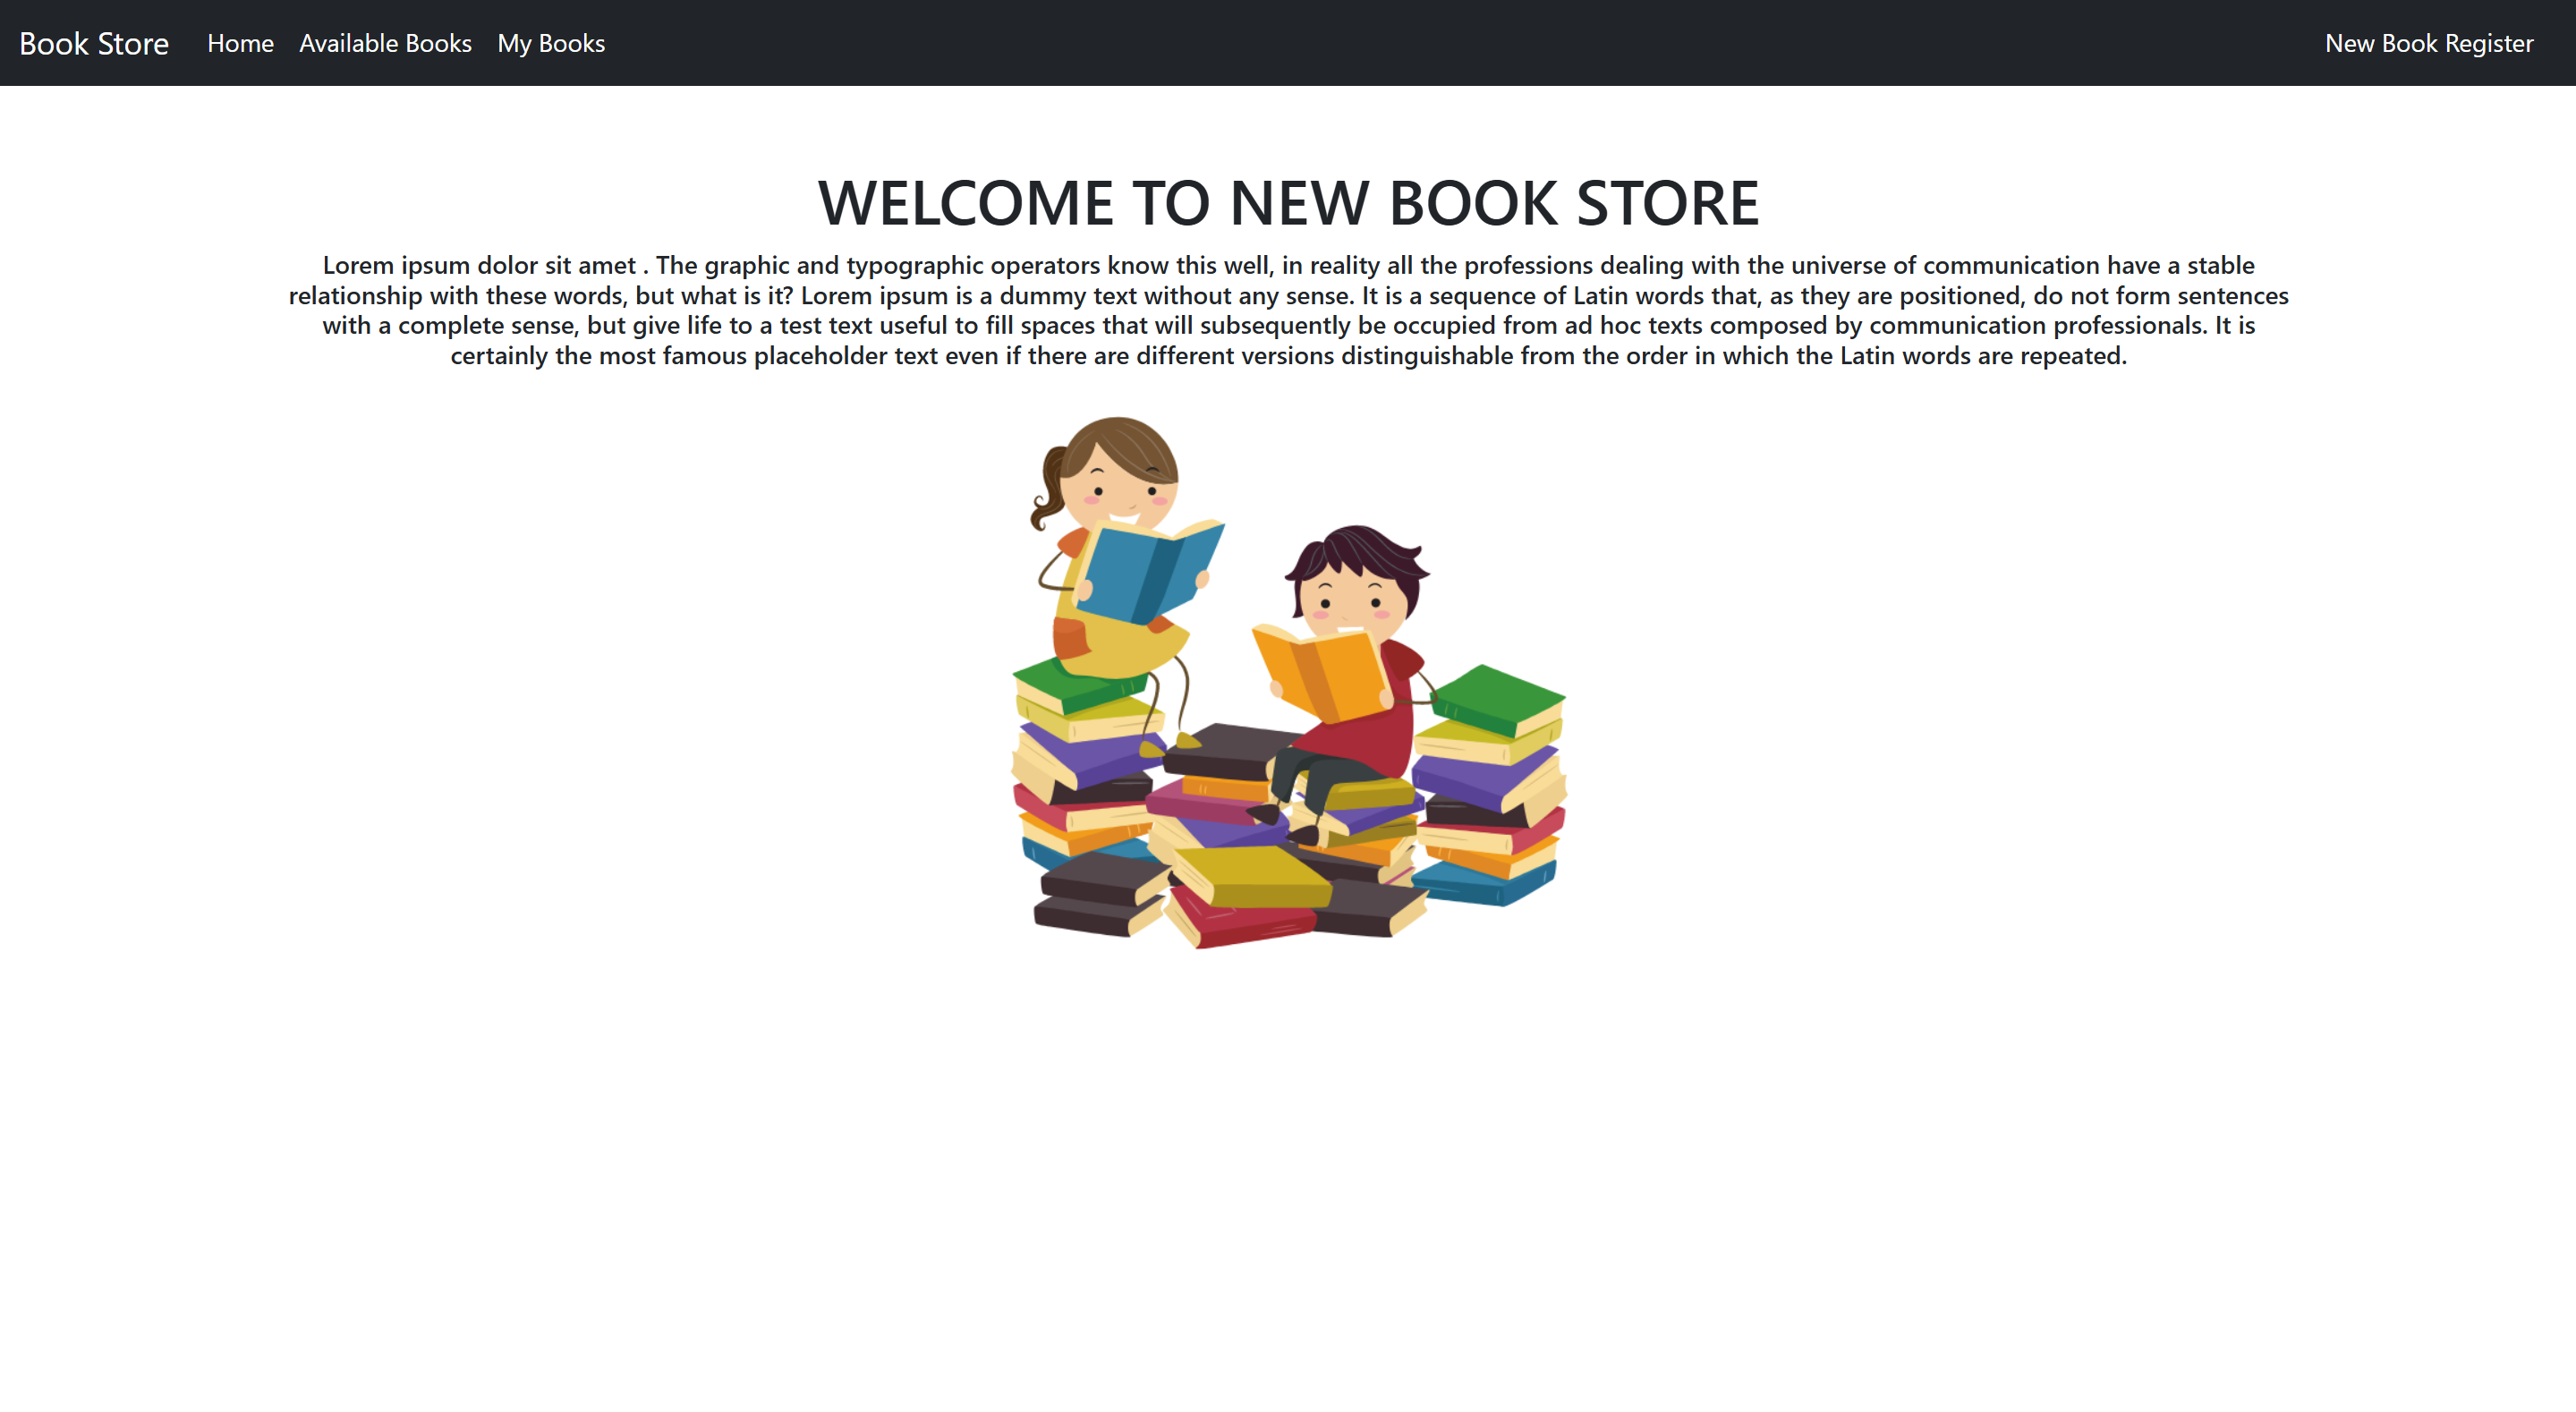 Book Store Home Available Books My Books New Book Register
WELCOME TO NEW BOOK STORE
Lorem ipsum dolor sit amet . The graphic and typographic operators know this well, in reality all the professions dealing with the universe of communication have a stable
relationship with these words, but what is it? Lorem ipsum is a dummy text without any sense. It is a sequence of Latin words that, as they are positioned, do not form sentences
with a complete sense, but give life to a test text useful to fill spaces that will subsequently be occupied from ad hoc texts composed by communication professionals. It is
certainly the most famous placeholder text even if there are different versions distinguishable from the order in which the Latin words are repeated.